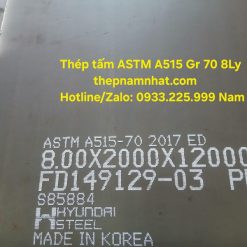 Thép tấm ASTM A515 Gr 70 8Ly
thepnamnhat.com
Hotline/Zalo: 0933.225.999 Nam
ASTM A515-70 2017 ED
8.00X2000X12000
FD149129-03
S85884
HYUNDAI
STEEL
MADE IN KOREA